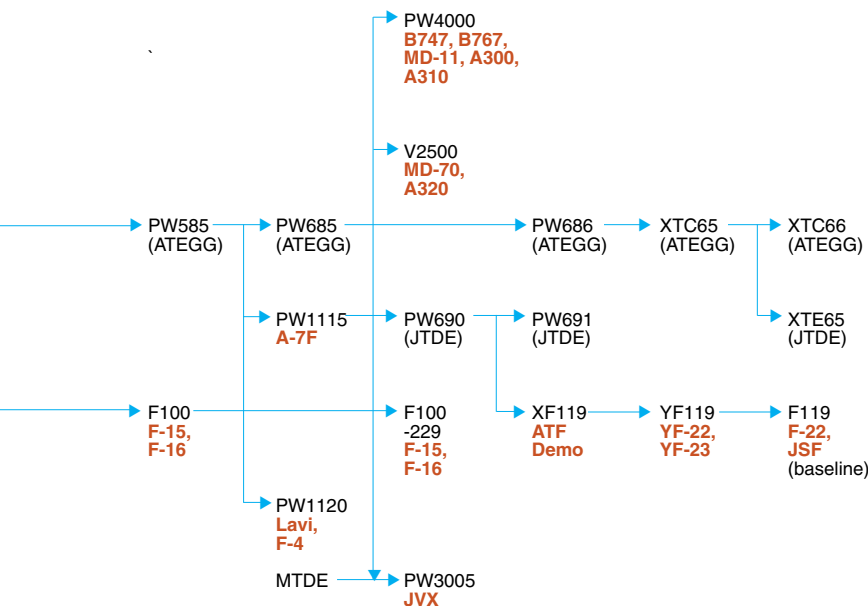 PW4000
B747, B767,
MD-11, A300,
A310
`
V2500
MD-70,
A320
PW585
(ATEGG)
PW685
(ATEGG)
PW686
(ATEGG)
XTC65
(ATEGG)
XTC66
(ATEGG)
PW1115
A-7F
PW690
(JTDE)
PW691
(JTDE)
XTE65
(JTDE)
F100
F-15,
F-16
F100
-229
F-15,
F-16
XF119
ATF
Demo
YF119
YF-22,
YF-23
F119
F-22,
JSF
(baseline)
PW1120
Lavi,
F-4
MTDE
PW3005
JVX